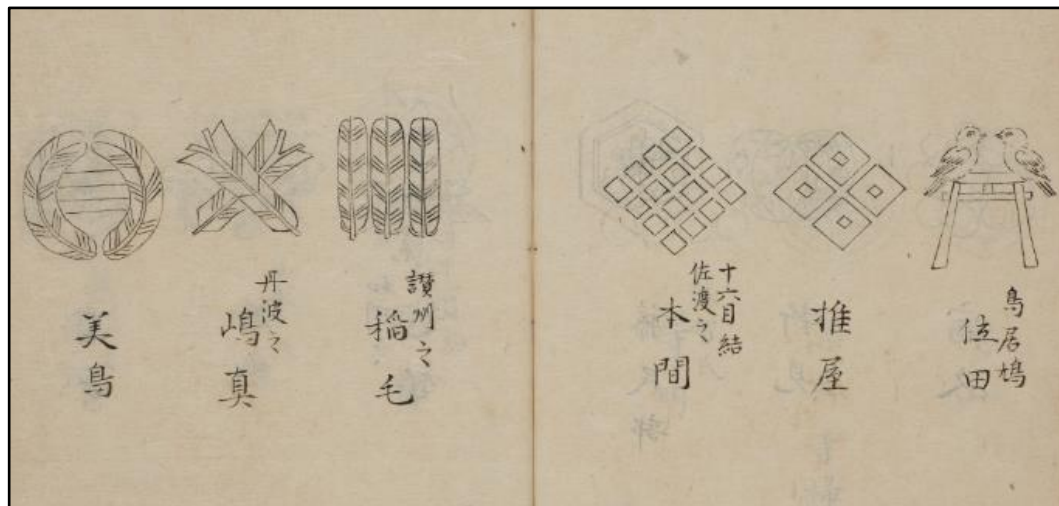 鳥居鳩
位田
推屋
十六目結
佐渡之
本間
讃州之
稲毛
丹波之
嶋真
美島